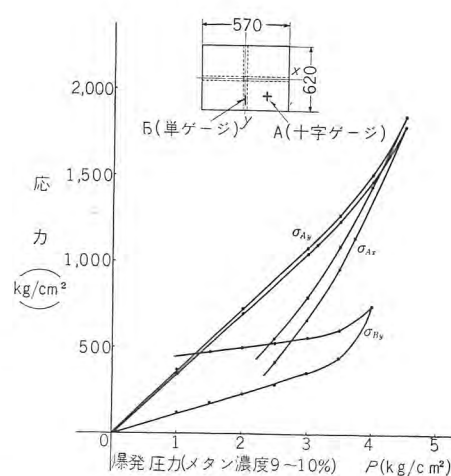 570
620
x
y
Б(単ゲージ)
A(十字ゲージ)
2,000
1,500
1,000
500
0
応力
kg/cm²
σAy
σAx
σBy
1 2 3 4 5
爆発圧力(メタン濃度9~10%) P(kg/cm²)